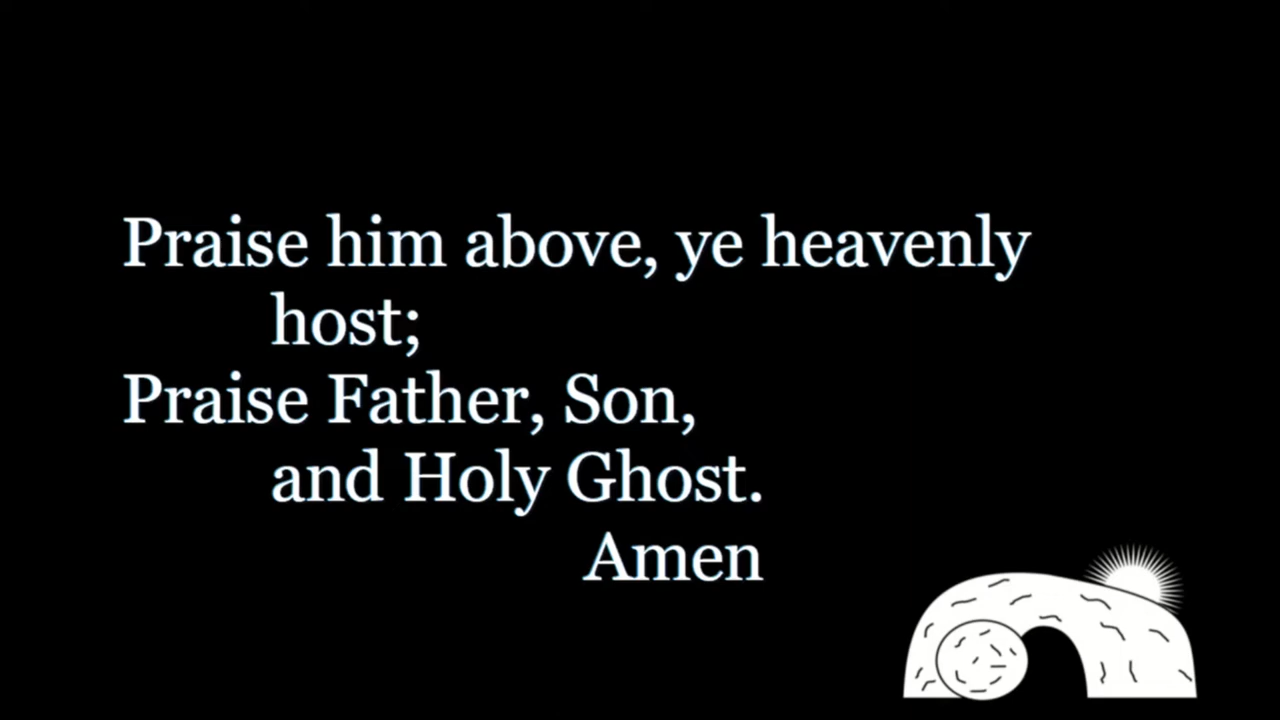 Praise him above, ye heavenly
host;
Praise Father, Son,
and Holy Ghost.
Amen